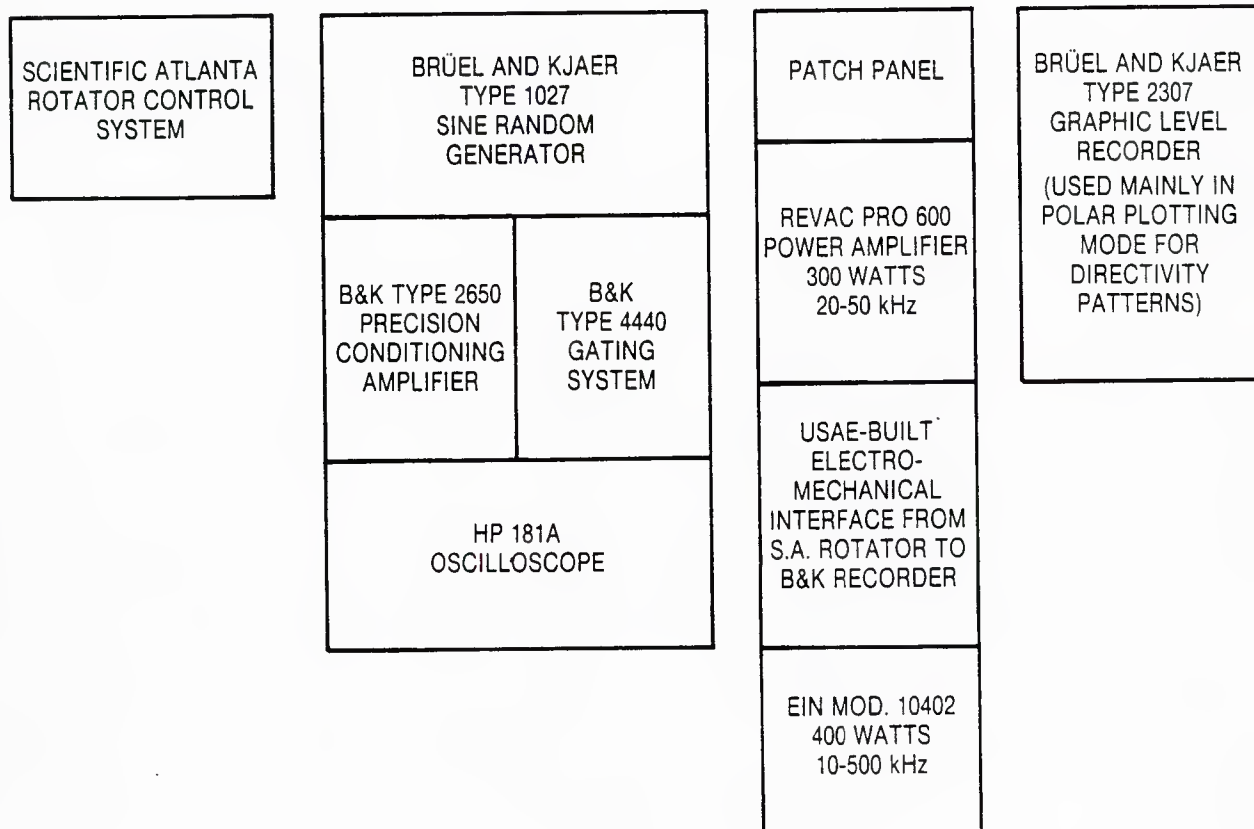 SCIENTIFIC ATLANTA
ROTATOR CONTROL
SYSTEM
BRÜEL AND KJAER
TYPE 1027
SINE RANDOM
GENERATOR
B&K TYPE 2650
PRECISION
CONDITIONING
AMPLIFIER
B&K
TYPE 4440
GATING
SYSTEM
HP 181A
OSCILLOSCOPE
PATCH PANEL
REVAC PRO 600
POWER AMPLIFIER
300 WATTS
20-50 kHz
USAE-BUILT
ELECTRO-
MECHANICAL
INTERFACE FROM
S.A. ROTATOR TO
B&K RECORDER
EIN MOD. 10402
400 WATTS
10-500 kHz
BRÜEL AND KJAER
TYPE 2307
GRAPHIC LEVEL
RECORDER
(USED MAINLY IN
POLAR PLOTTING
MODE FOR
DIRECTIVITY
PATTERNS)